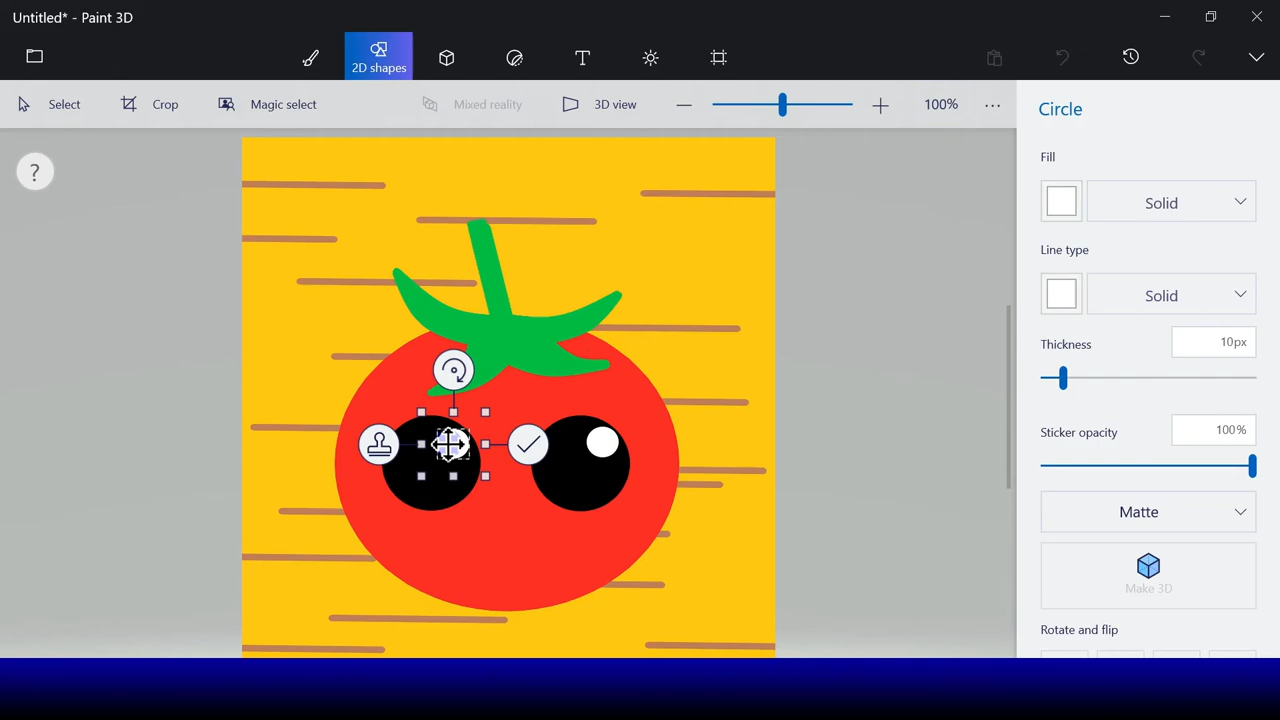 Untitled* - Paint 3D
2D shapes
Select
Crop
Magic select
Mixed reality
3D view
100%
Circle
?
Fill
Solid
Line type
Solid
Thickness
10px
Sticker opacity
100%
Matte
Make 3D
Rotate and flip